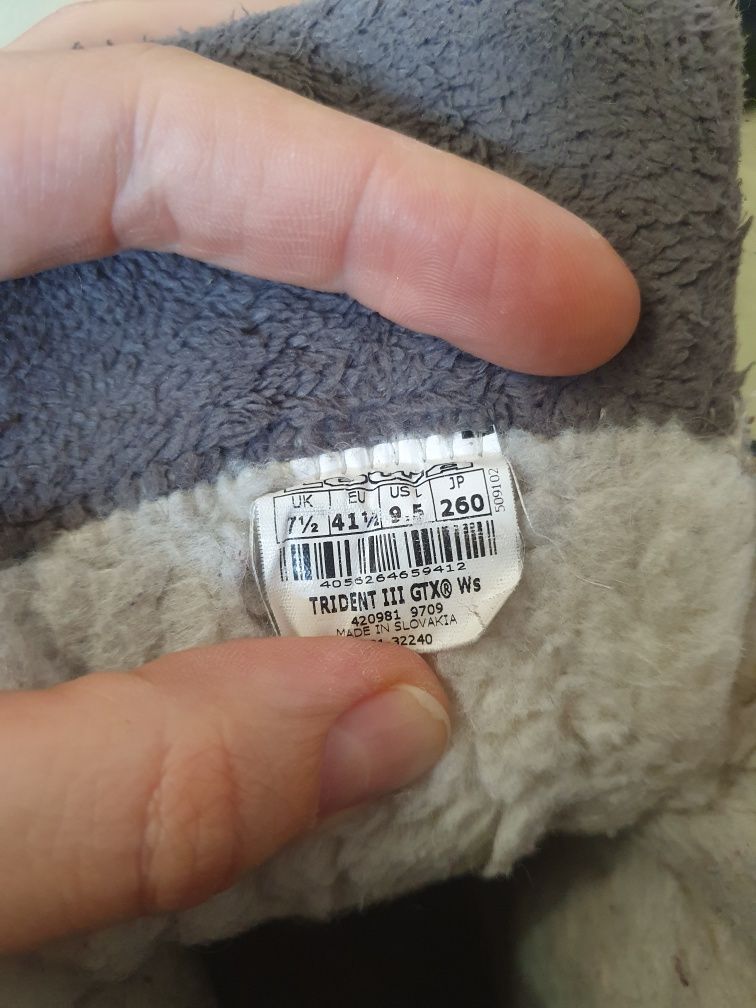 UK EU US JP
7½ 41½ 9.5 260
509102
4056264659412
TRIDENT III GTX® Ws
420981 9709
MADE IN SLOVAKIA
32240